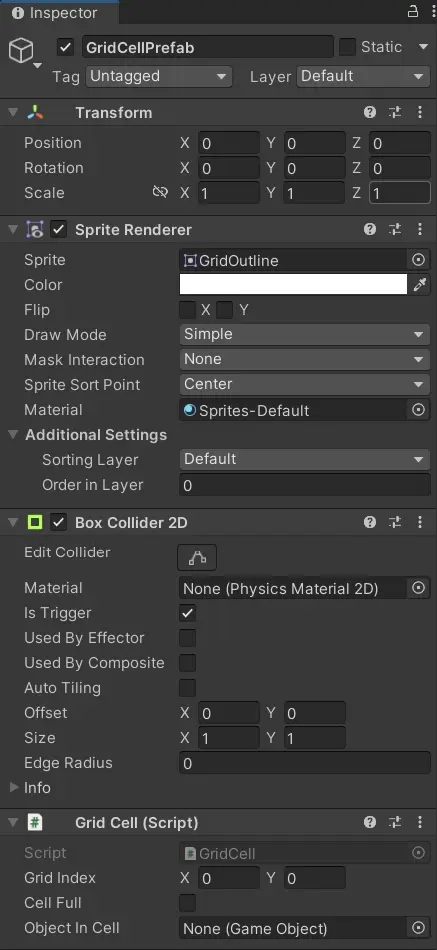 Inspector
GridCellPrefab Static
Tag Untagged Layer Default
Transform
Position X 0 Y 0 Z 0
Rotation X 0 Y 0 Z 0
Scale X 1 Y 1 Z 1
Sprite Renderer
Sprite GridOutline
Color
Flip X Y
Draw Mode Simple
Mask Interaction None
Sprite Sort Point Center
Material Sprites-Default
Additional Settings
Sorting Layer Default
Order in Layer 0
Box Collider 2D
Edit Collider
Material None (Physics Material 2D)
Is Trigger
Used By Effector
Used By Composite
Auto Tiling
Offset X 0 Y 0
Size X 1 Y 1
Edge Radius 0
Info
# Grid Cell (Script)
Script # GridCell
Grid Index X 0 Y 0
Cell Full
Object In Cell None (Game Object)